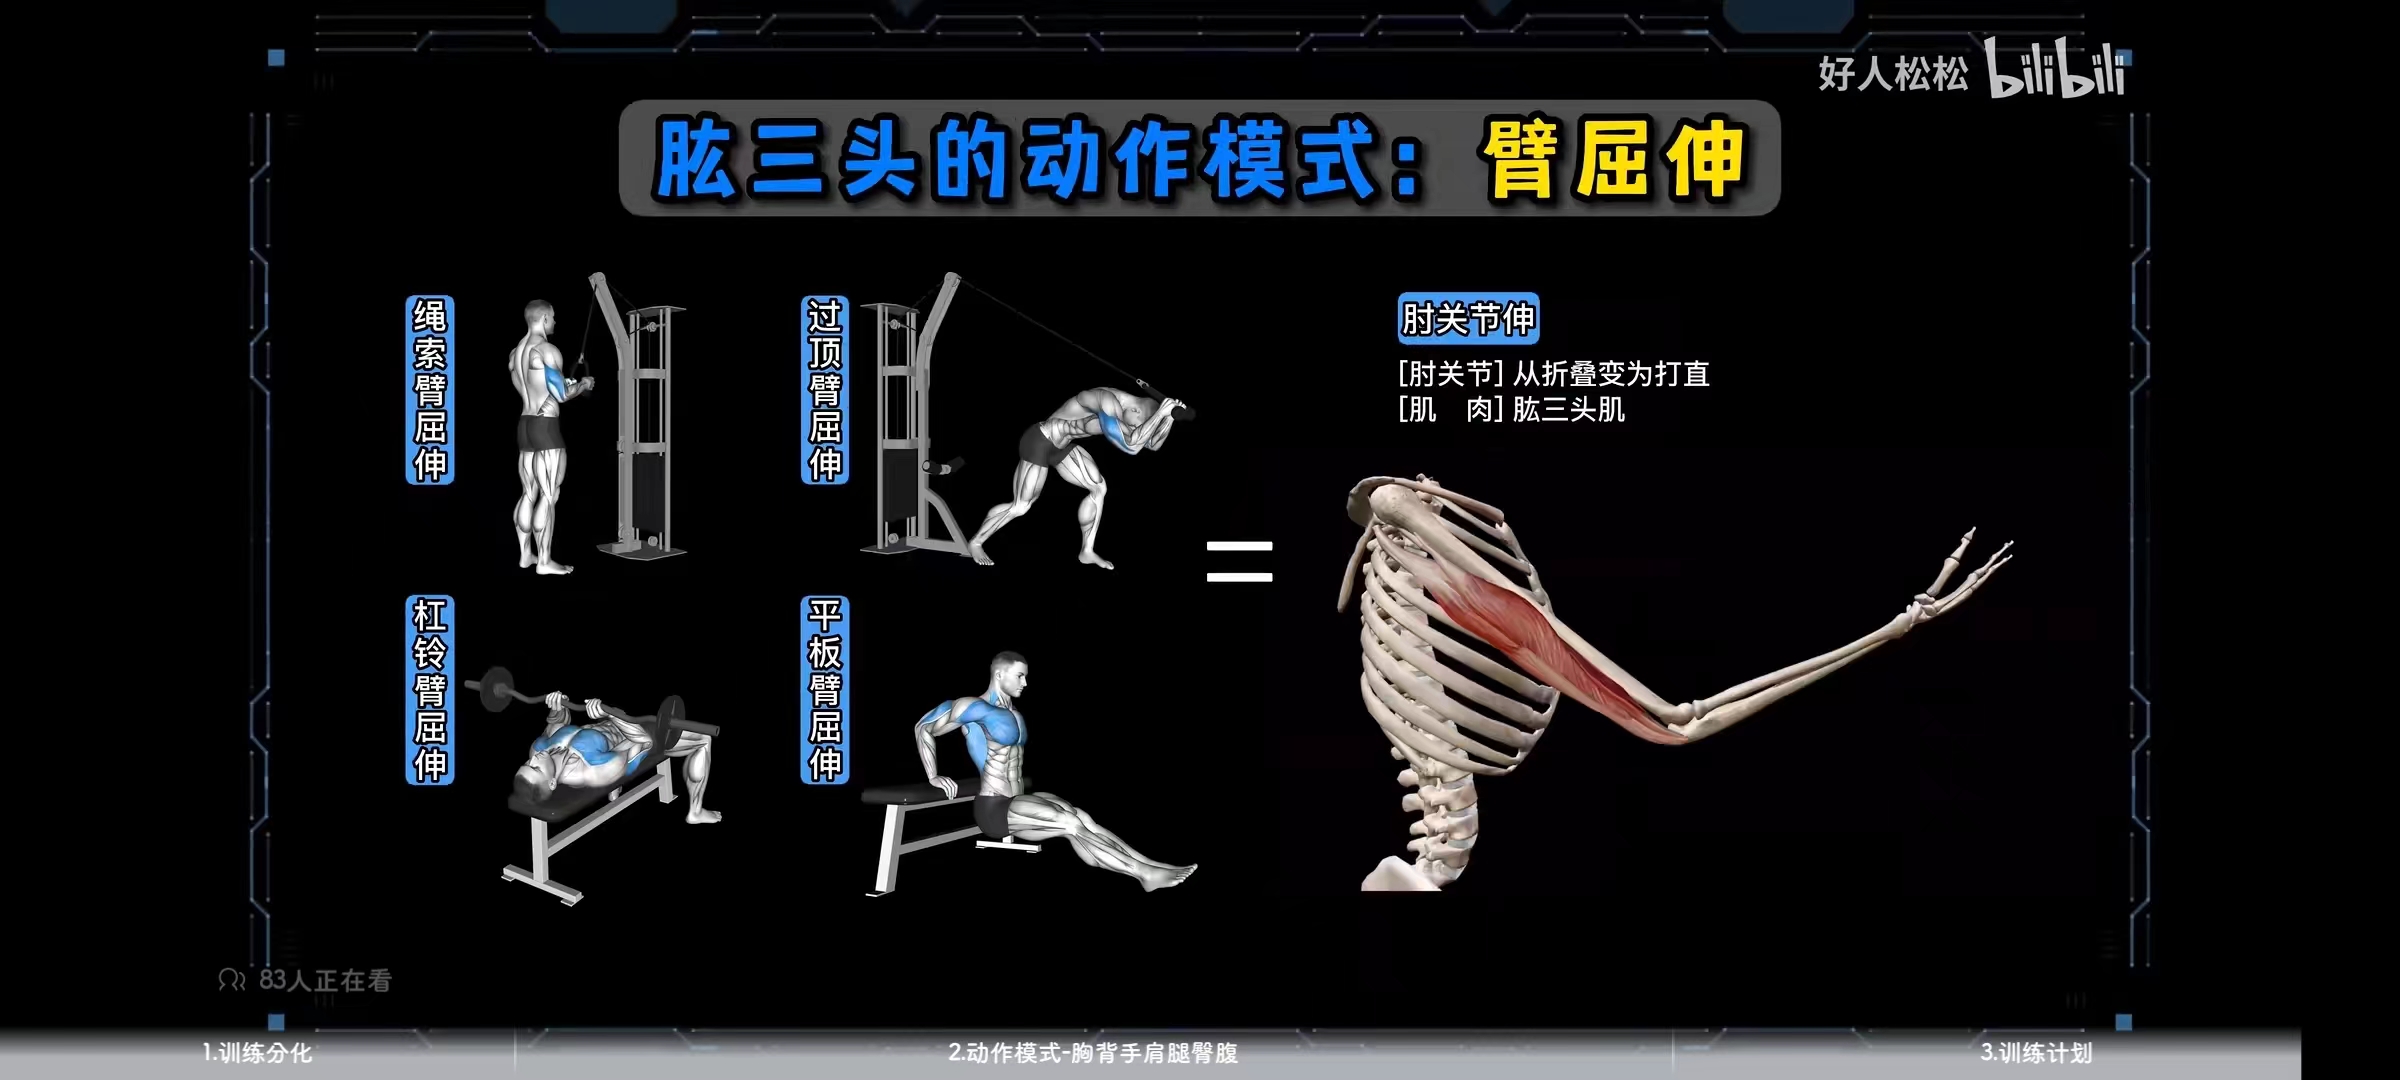 好人松松 bilibili
肱三头的动作模式：臂屈伸
绳索臂屈伸
过顶臂屈伸
肘关节伸
[肘关节] 从折叠变为打直
[肌　肉] 肱三头肌
=
杠铃臂屈伸
平板臂屈伸
83人正在看
1.训练分化
2.动作模式-胸背手肩腿臀腹
3.训练计划